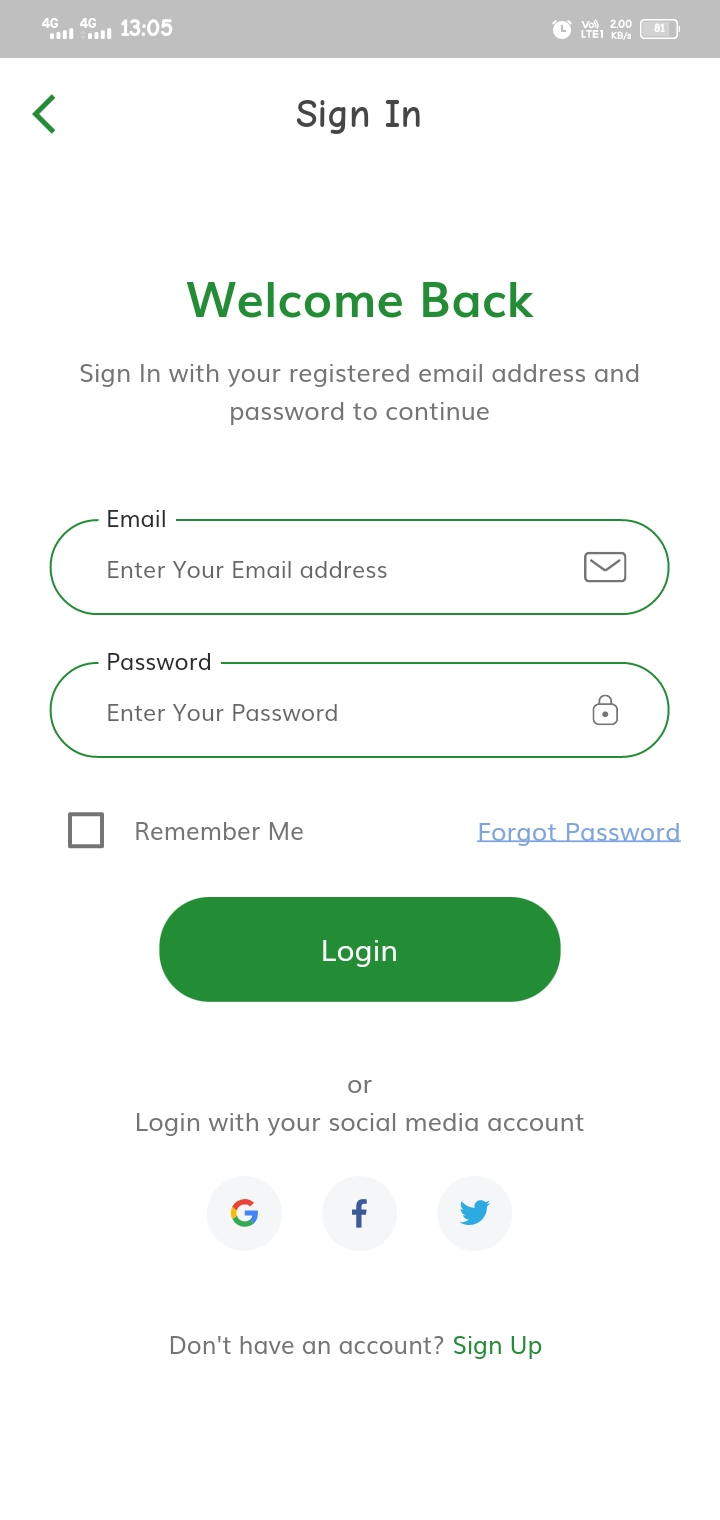 4G 4G 13:05 Vo) LTE1 2.00 KB/s 81
Sign In
Welcome Back
Sign In with your registered email address and
password to continue
Email
Enter Your Email address
Password
Enter Your Password
Remember Me Forgot Password
Login
or
Login with your social media account
Don't have an account? Sign Up